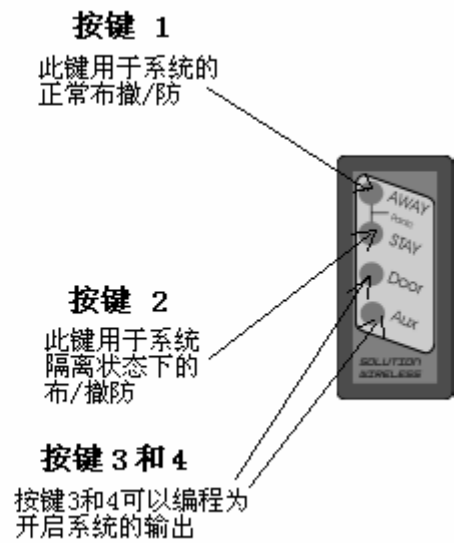 按键 1
此键用于系统的
正常布撤/防
AWAY
Panic
STAY
Door
Aux
SOLUTION
WIRELESS
按键 2
此键用于系统
隔离状态下的
布/撤防
按键 3 和 4
按键3和4可以编程为
开启系统的输出